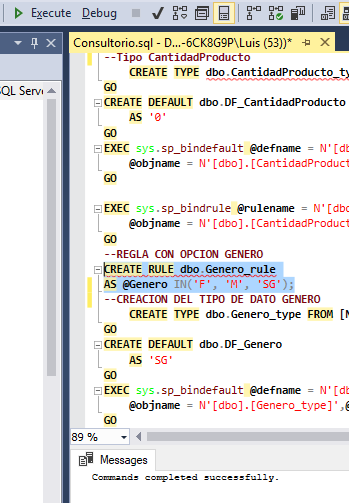 Execute
Debug
Consultorio.sql - D...-6CK8G9P\Luis (53))*
SQL Serve
--Tipo CantidadProducto
CREATE TYPE dbo.CantidadProducto_ty
GO
CREATE DEFAULT dbo.DF_CantidadProducto
AS '0'
GO
EXEC sys.sp_bindefault @defname = N'[db
@objname = N'[dbo].[CantidadProduct
GO
EXEC sys.sp_bindrule @rulename = N'[dbo
@objname = N'[dbo].[CantidadProduct
GO
--REGLA CON OPCION GENERO
CREATE RULE dbo.Genero_rule
AS @Genero IN('F', 'M', 'SG');
--CREACION DEL TIPO DE DATO GENERO
CREATE TYPE dbo.Genero_type FROM [N
GO
CREATE DEFAULT dbo.DF_Genero
AS 'SG'
GO
EXEC sys.sp_bindefault @defname = N'[db
@objname = N'[dbo].[Genero_type]',@
GO
89 %
Messages
Commands completed successfully.